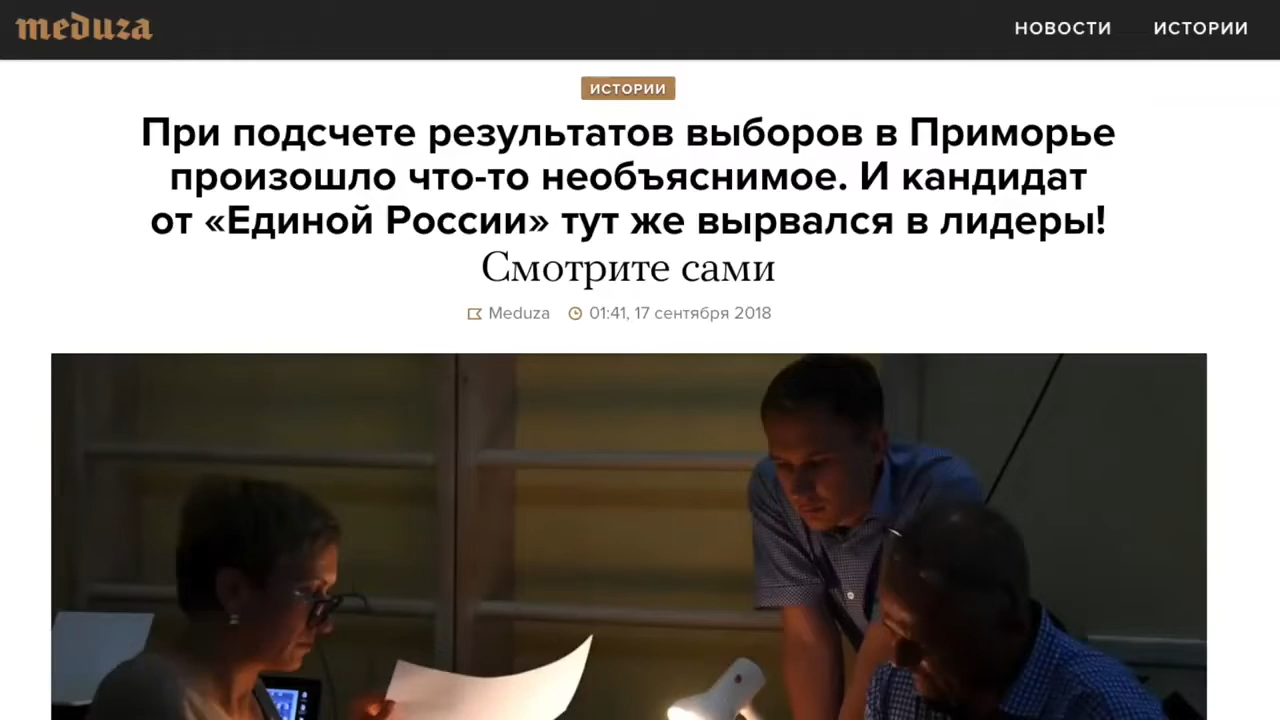 meduza
НОВОСТИ ИСТОРИИ
ИСТОРИИ
При подсчете результатов выборов в Приморье
произошло что-то необъяснимое. И кандидат
от «Единой России» тут же вырвался в лидеры!
Смотрите сами
Meduza 01:41, 17 сентября 2018